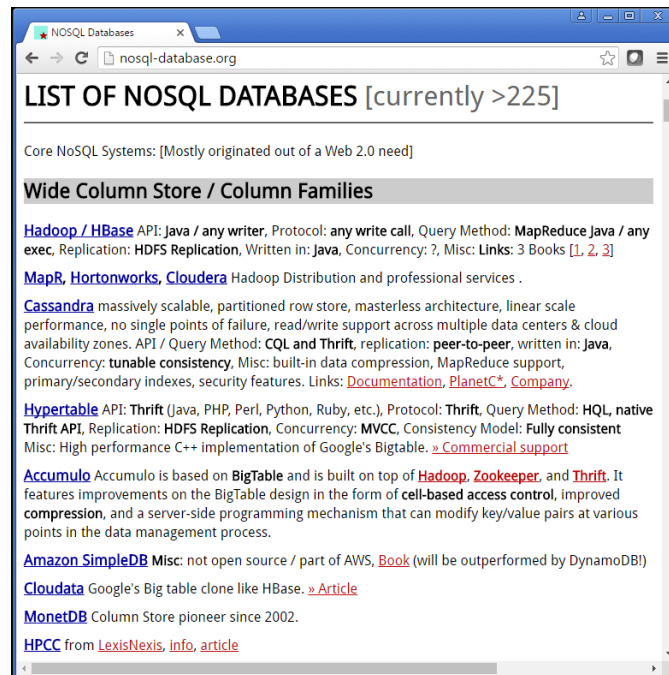 NOSQL Databases
nosql-database.org
LIST OF NOSQL DATABASES [currently >225]
Core NoSQL Systems: [Mostly originated out of a Web 2.0 need]
Wide Column Store / Column Families
Hadoop / HBase API: Java / any writer, Protocol: any write call, Query Method: MapReduce Java / any
exec, Replication: HDFS Replication, Written in: Java, Concurrency: ?, Misc: Links: 3 Books [1, 2, 3]
MapR, Hortonworks, Cloudera Hadoop Distribution and professional services .
Cassandra massively scalable, partitioned row store, masterless architecture, linear scale
performance, no single points of failure, read/write support across multiple data centers & cloud
availability zones. API / Query Method: CQL and Thrift, replication: peer-to-peer, written in: Java,
Concurrency: tunable consistency, Misc: built-in data compression, MapReduce support,
primary/secondary indexes, security features. Links: Documentation, PlanetC*, Company.
Hypertable API: Thrift (Java, PHP, Perl, Python, Ruby, etc.), Protocol: Thrift, Query Method: HQL, native
Thrift API, Replication: HDFS Replication, Concurrency: MVCC, Consistency Model: Fully consistent
Misc: High performance C++ implementation of Google's Bigtable. » Commercial support
Accumulo Accumulo is based on BigTable and is built on top of Hadoop, Zookeeper, and Thrift. It
features improvements on the BigTable design in the form of cell-based access control, improved
compression, and a server-side programming mechanism that can modify key/value pairs at various
points in the data management process.
Amazon SimpleDB Misc: not open source / part of AWS, Book (will be outperformed by DynamoDB!)
Cloudata Google's Big table clone like HBase. » Article
MonetDB Column Store pioneer since 2002.
HPCC from LexisNexis, info, article